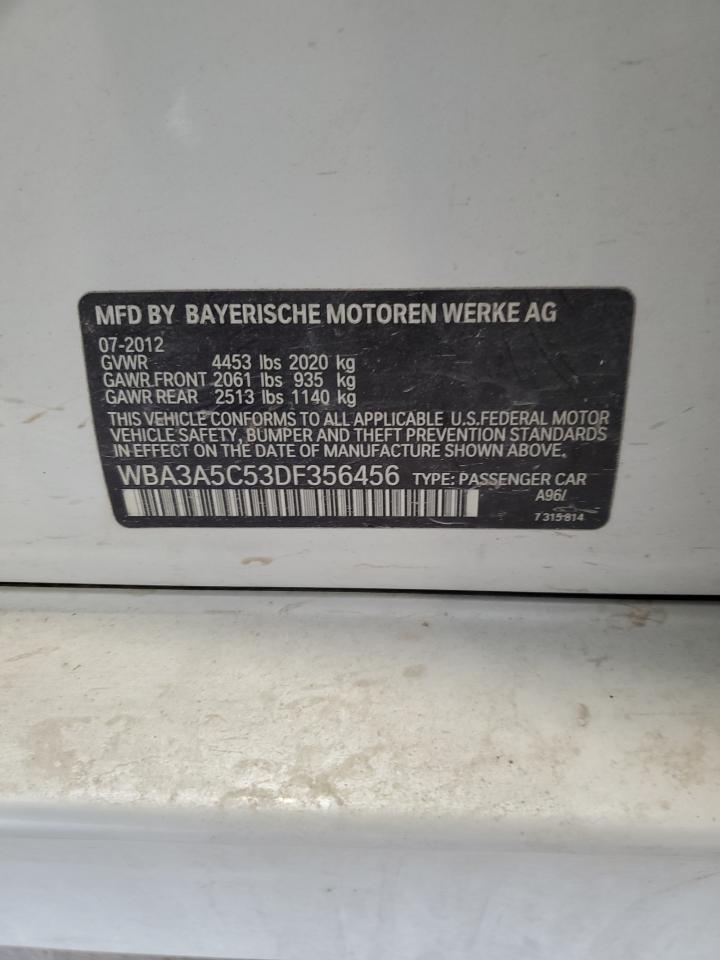 MFD BY BAYERISCHE MOTOREN WERKE AG
07-2012
GVWR 4453 lbs 2020 kg
GAWR FRONT 2061 lbs 935 kg
GAWR REAR 2513 lbs 1140 kg
THIS VEHICLE CONFORMS TO ALL APPLICABLE U.S.FEDERAL MOTOR
VEHICLE SAFETY, BUMPER AND THEFT PREVENTION STANDARDS
IN EFFECT ON THE DATE OF MANUFACTURE SHOWN ABOVE.
WBA3A5C53DF356456 TYPE: PASSENGER CAR
A96/
7 315 814